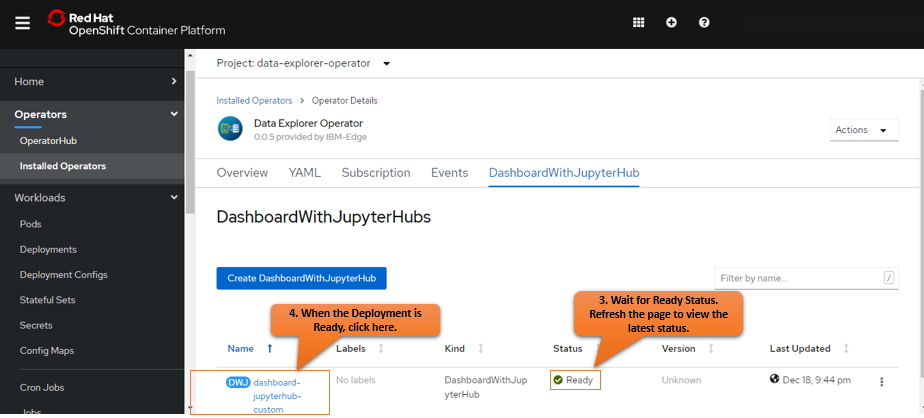 Red Hat
OpenShift Container Platform
Home
Operators
OperatorHub
Installed Operators
Workloads
Pods
Deployments
Deployment Configs
Stateful Sets
Secrets
Config Maps
Cron Jobs
Jobs
Project: data-explorer-operator
Installed Operators > Operator Details
Data Explorer Operator
0.0.5 provided by IBM-Edge
Actions
Overview YAML Subscription Events DashboardWithJupyterHub
DashboardWithJupyterHubs
Create DashboardWithJupyterHub
Filter by name...
/
4. When the Deployment is
Ready, click here.
3. Wait for Ready Status.
Refresh the page to view the
latest status.
Name Labels Kind Status Version Last Updated
DWJ dashboard-
jupyterhub-
custom
No labels
DashboardWithJup
yterHub
Ready
Unknown
Dec 18, 9:44 pm